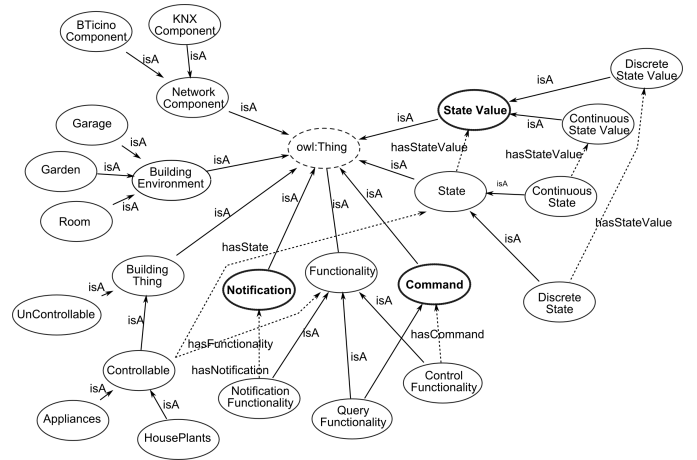 BTicino
Component
KNX
Component
isA
isA
Network
Component
isA
Garage
isA
Garden
isA
Building
Environment
isA
Room
isA
owl:Thing
isA
State Value
isA
Discrete
State Value
isA
Continuous
State Value
hasStateValue
hasStateValue
isA
State
isA
Continuous
State
hasStateValue
isA
Discrete
State
isA
isA
isA
isA
hasState
Building
Thing
isA
UnControllable
isA
Notification
Functionality
Command
Controllable
isA
Appliances
isA
HousePlants
hasFunctionality
hasNotification
isA
isA
isA
hasCommand
Notification
Functionality
Query
Functionality
Control
Functionality